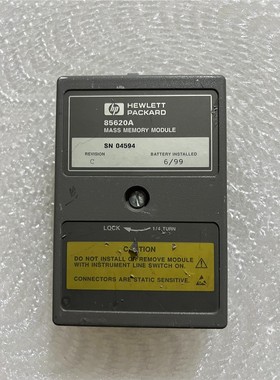 hp HEWLETT
PACKARD
85620A
MASS MEMORY MODULE
SN 04594
REVISION BATTERY INSTALLED
C 6/99
LOCK 1/4 TURN
CAUTION
DO NOT INSTALL OR REMOVE MODULE
WITH INSTRUMENT LINE SWITCH ON.
CONNECTORS ARE STATIC SENSITIVE.